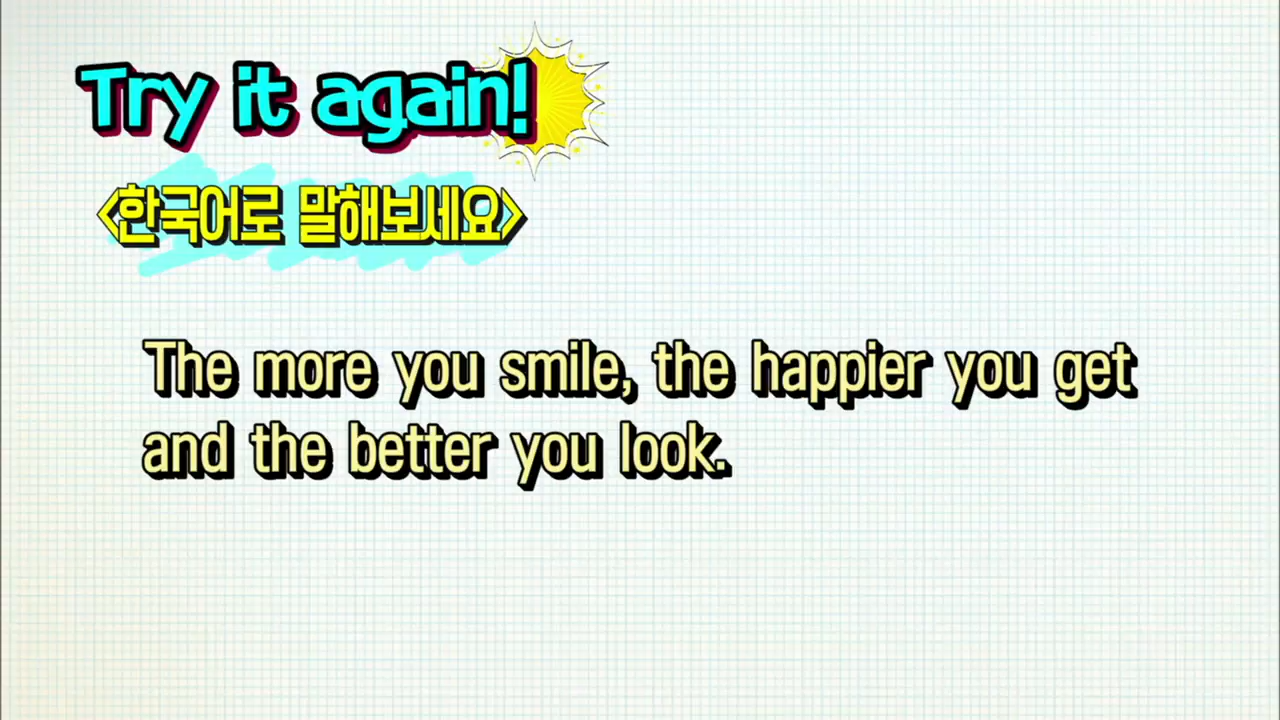 Try it again!
<한국어로 말해보세요>
The more you smile, the happier you get
and the better you look.